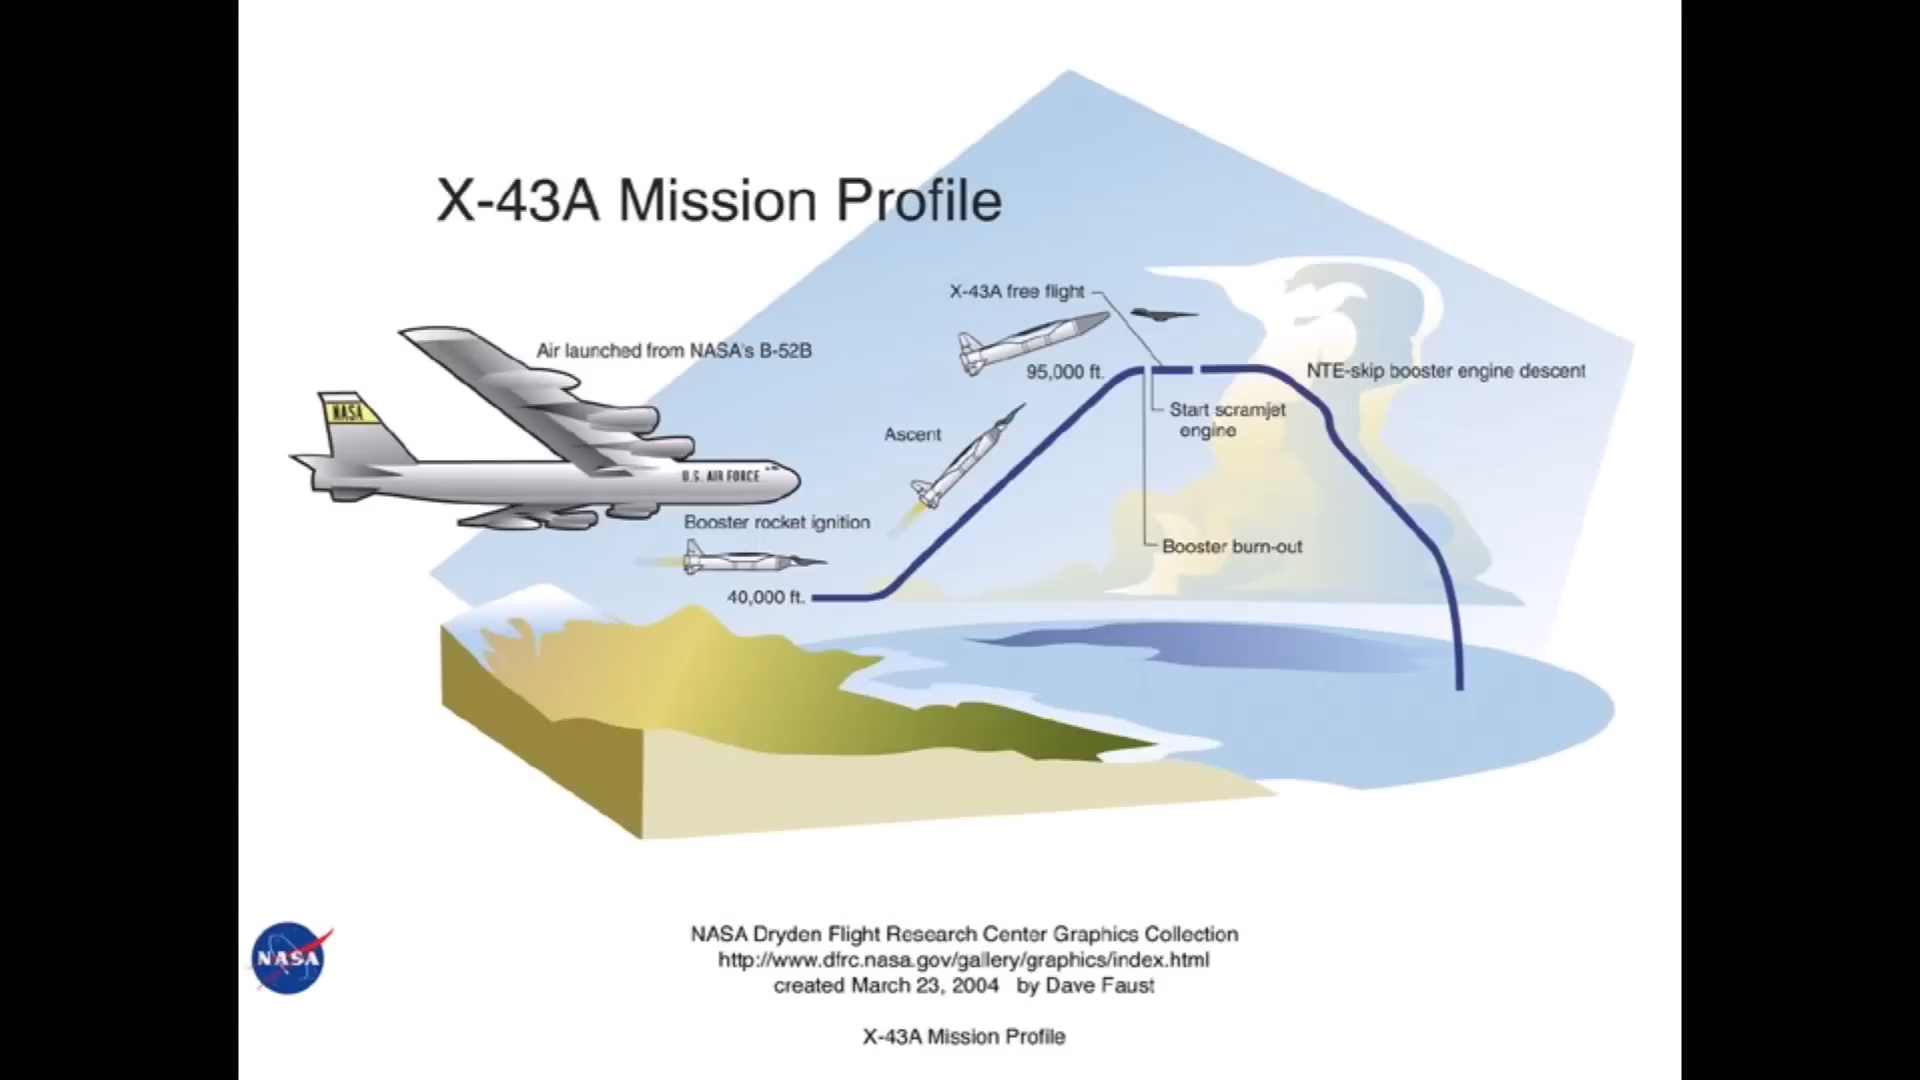 X-43A Mission Profile
X-43A free flight
Air launched from NASA's B-52B
95,000 ft.
NTE-skip booster engine descent
NASA
Start scramjet
engine
Ascent
U.S. AIR FORCE
Booster rocket ignition
Booster burn-out
40,000 ft.
NASA Dryden Flight Research Center Graphics Collection
http://www.dfrc.nasa.gov/gallery/graphics/index.html
created March 23, 2004 by Dave Faust
NASA
X-43A Mission Profile